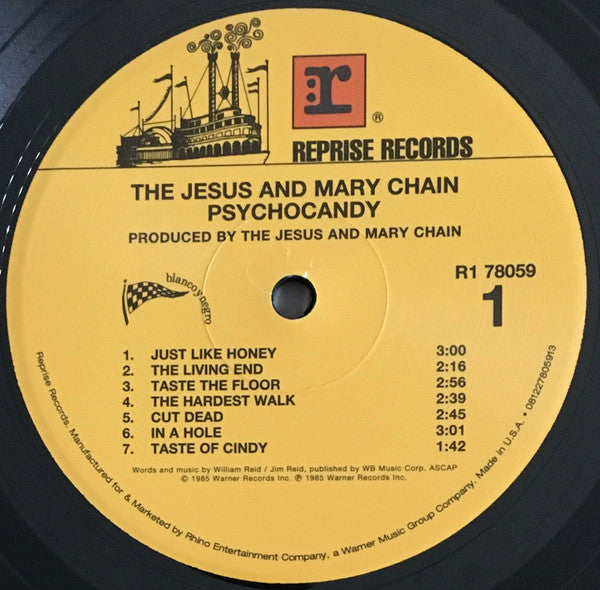 r
®
REPRISE RECORDS
THE JESUS AND MARY CHAIN
PSYCHOCANDY
PRODUCED BY THE JESUS AND MARY CHAIN
blanco y negro
R1 78059
1
1. JUST LIKE HONEY 3:00
2. THE LIVING END 2:16
3. TASTE THE FLOOR 2:56
4. THE HARDEST WALK 2:39
5. CUT DEAD 2:45
6. IN A HOLE 3:01
7. TASTE OF CINDY 1:42
Words and music by William Reid / Jim Reid, published by WB Music Corp. ASCAP
© 1985 Warner Records Inc. ℗ 1985 Warner Records Inc.
Reprise Records. Manufactured for & Marketed by Rhino Entertainment Company, a Warner Music Group Company. Made in U.S.A. • 081227805913